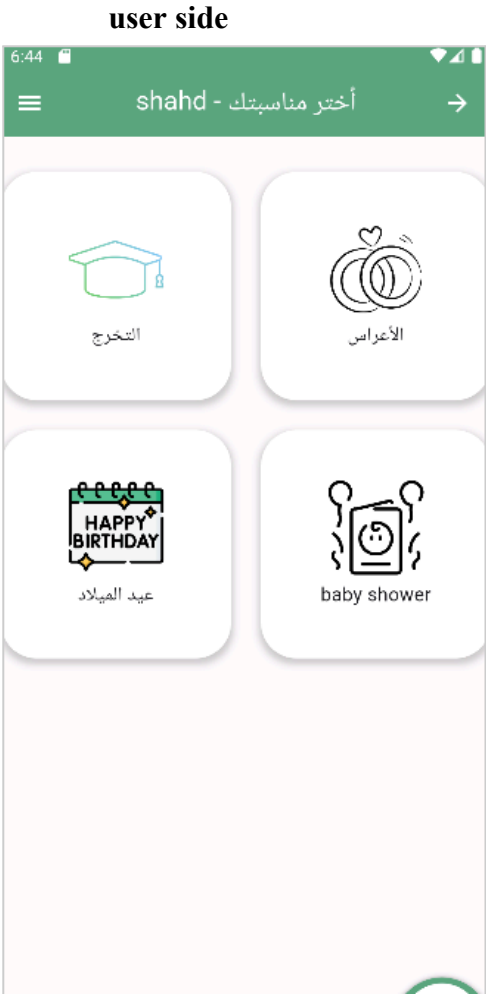 user side
6:44
أختر مناسبتك - shahd
الأعراس
التخرج
baby shower
HAPPY
BIRTHDAY
عيد الميلاد